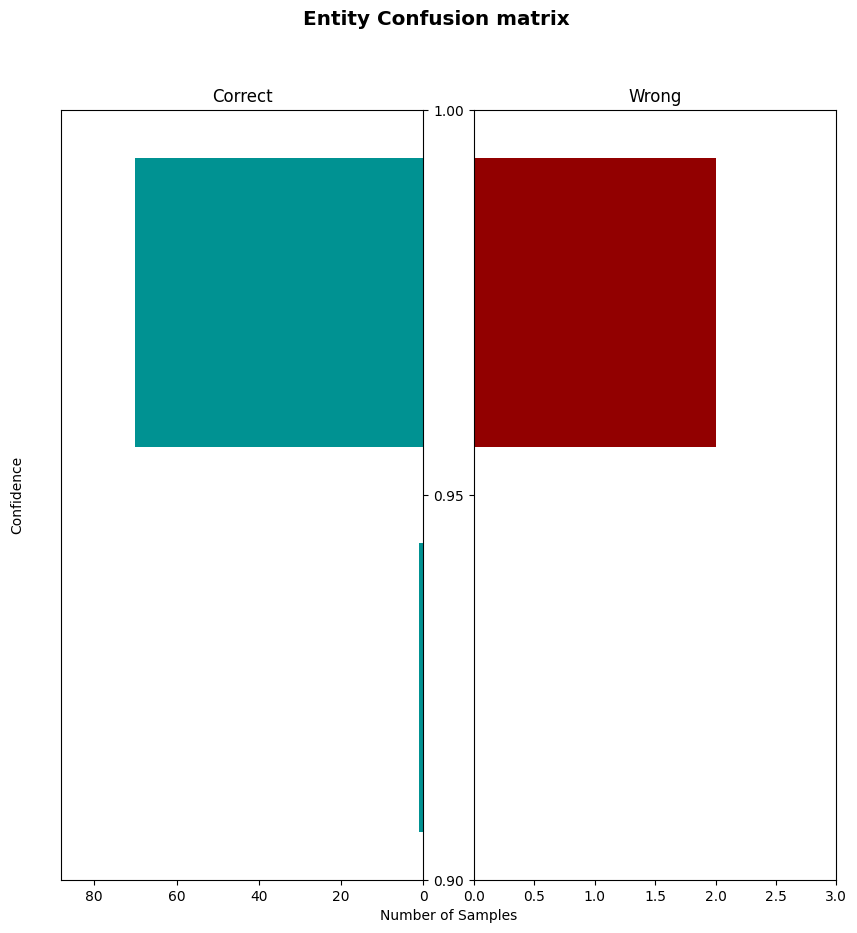 Entity Confusion matrix
Correct
Wrong
1.00
0.95
0.90
Confidence
80 60 40 20 0
0.0 0.5 1.0 1.5 2.0 2.5 3.0
Number of Samples